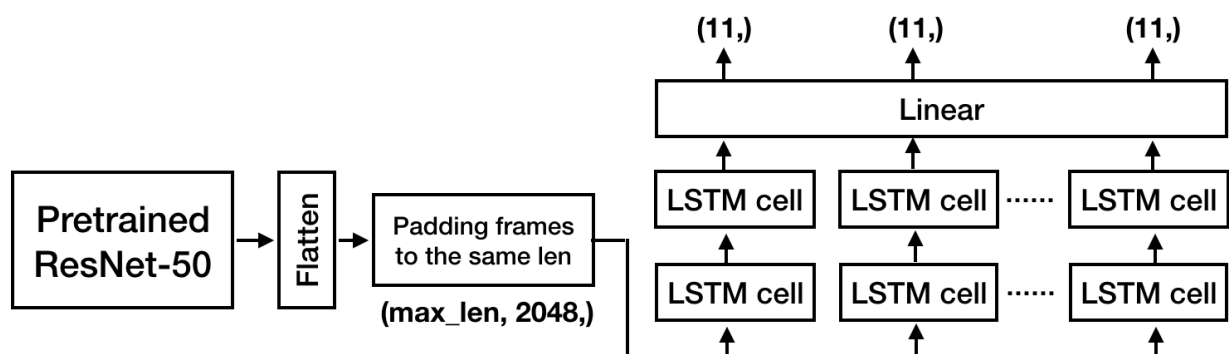 (11,) (11,) (11,)
Linear
LSTM cell LSTM cell ...... LSTM cell
LSTM cell LSTM cell ...... LSTM cell
Pretrained
ResNet-50
Flatten
Padding frames
to the same len
(max_len, 2048,)